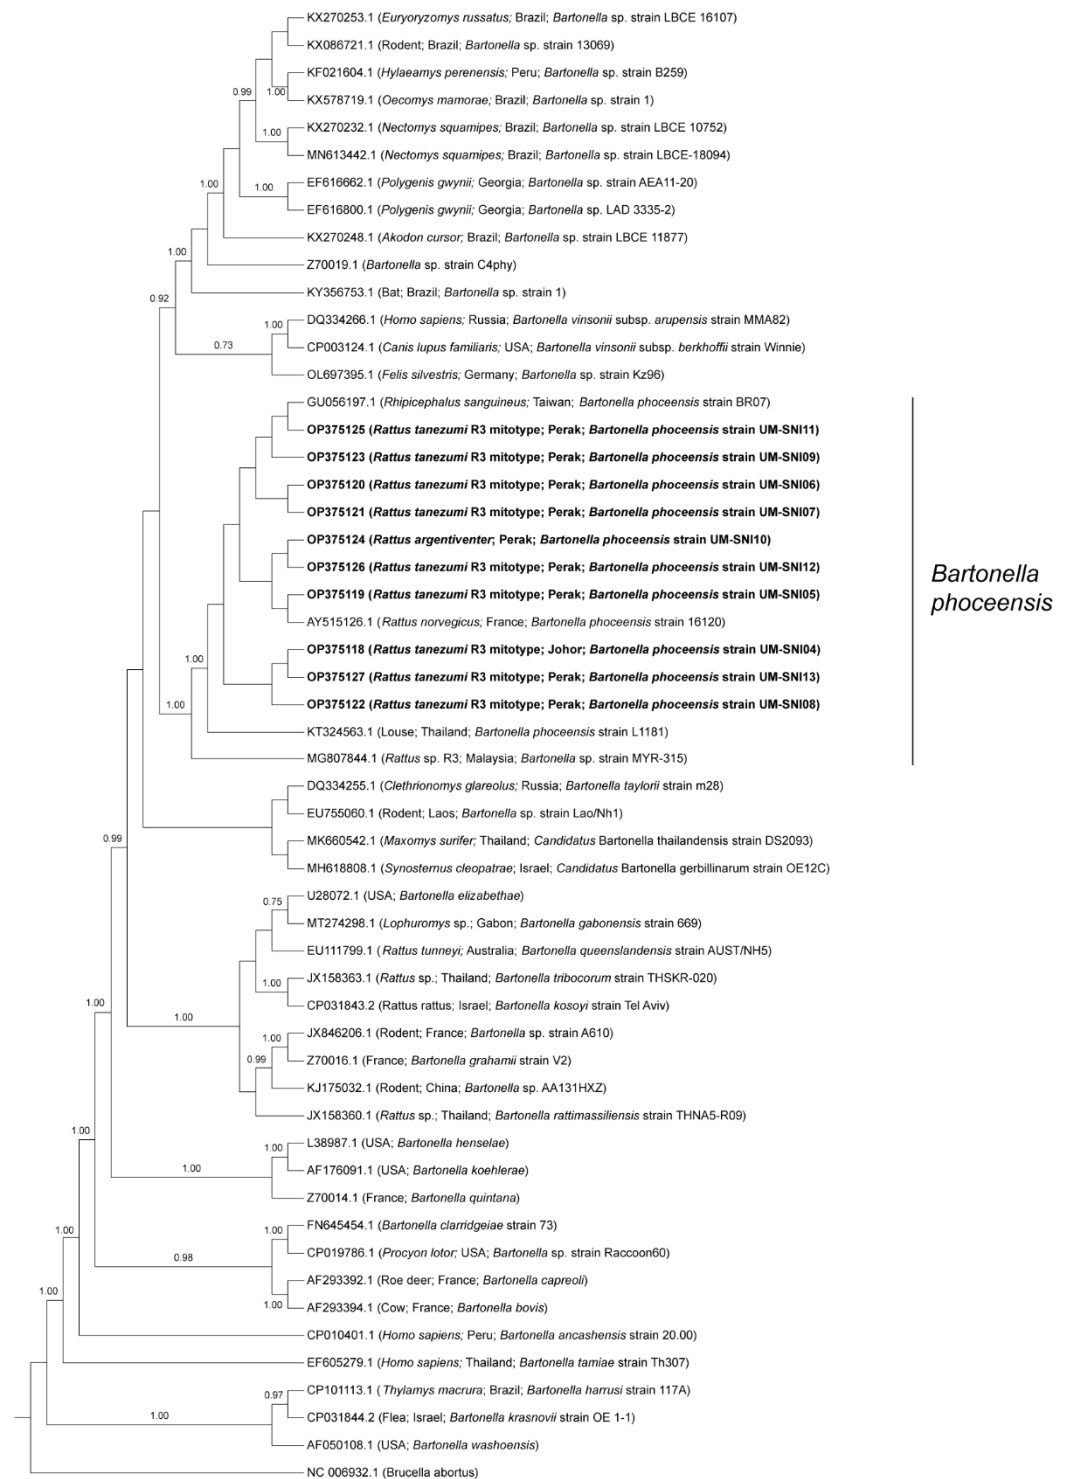 KX270253.1 (Euryoryzomys russatus; Brazil; Bartonella sp. strain LBCE 16107)
KX086721.1 (Rodent; Brazil; Bartonella sp. strain 13069)
KF021604.1 (Hylaeamys perenensis; Peru; Bartonella sp. strain B259)
0.99
1.00
KX578719.1 (Oecomys mamorae; Brazil; Bartonella sp. strain 1)
KX270232.1 (Nectomys squamipes; Brazil; Bartonella sp. strain LBCE 10752)
1.00
MN613442.1 (Nectomys squamipes; Brazil; Bartonella sp. strain LBCE-18094)
EF616662.1 (Polygenis gwynii; Georgia; Bartonella sp. strain AEA11-20)
1.00
1.00
EF616800.1 (Polygenis gwynii; Georgia; Bartonella sp. LAD 3335-2)
KX270248.1 (Akodon cursor; Brazil; Bartonella sp. strain LBCE 11877)
1.00
Z70019.1 (Bartonella sp. strain C4phy)
KY356753.1 (Bat; Brazil; Bartonella sp. strain 1)
0.92
DQ334266.1 (Homo sapiens; Russia; Bartonella vinsonii subsp. arupensis strain MMA82)
1.00
0.73
CP003124.1 (Canis lupus familiaris; USA; Bartonella vinsonii subsp. berkhoffii strain Winnie)
OL697395.1 (Felis silvestris; Germany; Bartonella sp. strain Kz96)
GU056197.1 (Rhipicephalus sanguineus; Taiwan; Bartonella phoceensis strain BR07)
OP375125 (Rattus tanezumi R3 mitotype; Perak; Bartonella phoceensis strain UM-SNI11)
OP375123 (Rattus tanezumi R3 mitotype; Perak; Bartonella phoceensis strain UM-SNI09)
OP375120 (Rattus tanezumi R3 mitotype; Perak; Bartonella phoceensis strain UM-SNI06)
OP375121 (Rattus tanezumi R3 mitotype; Perak; Bartonella phoceensis strain UM-SNI07)
OP375124 (Rattus argentiventer; Perak; Bartonella phoceensis strain UM-SNI10)
OP375126 (Rattus tanezumi R3 mitotype; Perak; Bartonella phoceensis strain UM-SNI12)
OP375119 (Rattus tanezumi R3 mitotype; Perak; Bartonella phoceensis strain UM-SNI05)
Bartonella
phoceensis
AY515126.1 (Rattus norvegicus; France; Bartonella phoceensis strain 16120)
OP375118 (Rattus tanezumi R3 mitotype; Johor; Bartonella phoceensis strain UM-SNI04)
1.00
OP375127 (Rattus tanezumi R3 mitotype; Perak; Bartonella phoceensis strain UM-SNI13)
OP375122 (Rattus tanezumi R3 mitotype; Perak; Bartonella phoceensis strain UM-SNI08)
1.00
KT324563.1 (Louse; Thailand; Bartonella phoceensis strain L1181)
MG807844.1 (Rattus sp. R3; Malaysia; Bartonella sp. strain MYR-315)
DQ334255.1 (Clethrionomys glareolus; Russia; Bartonella taylorii strain m28)
EU755060.1 (Rodent; Laos; Bartonella sp. strain Lao/Nh1)
0.99
MK660542.1 (Maxomys surifer; Thailand; Candidatus Bartonella thailandensis strain DS2093)
MH618808.1 (Synosternus cleopatrae; Israel; Candidatus Bartonella gerbillinarum strain OE12C)
U28072.1 (USA; Bartonella elizabethae)
0.75
MT274298.1 (Lophuromys sp.; Gabon; Bartonella gabonensis strain 669)
EU111799.1 (Rattus tunneyi; Australia; Bartonella queenslandensis strain AUST/NH5)
JX158363.1 (Rattus sp.; Thailand; Bartonella tribocorum strain THSKR-020)
1.00
1.00
CP031843.2 (Rattus rattus; Israel; Bartonella kosoyi strain Tel Aviv)
1.00
JX846206.1 (Rodent; France; Bartonella sp. strain A610)
1.00
Z70016.1 (France; Bartonella grahamii strain V2)
0.99
KJ175032.1 (Rodent; China; Bartonella sp. AA131HXZ)
JX158360.1 (Rattus sp.; Thailand; Bartonella rattimassiliensis strain THNA5-R09)
1.00
L38987.1 (USA; Bartonella henselae)
1.00
1.00
AF176091.1 (USA; Bartonella koehlerae)
Z70014.1 (France; Bartonella quintana)
FN645454.1 (Bartonella clarridgeiae strain 73)
1.00
1.00
CP019786.1 (Procyon lotor; USA; Bartonella sp. strain Raccoon60)
0.98
AF293392.1 (Roe deer; France; Bartonella capreoli)
1.00
1.00
AF293394.1 (Cow; France; Bartonella bovis)
CP010401.1 (Homo sapiens; Peru; Bartonella ancashensis strain 20.00)
EF605279.1 (Homo sapiens; Thailand; Bartonella tamiae strain Th307)
CP101113.1 (Thylamys macrura; Brazil; Bartonella harrusi strain 117A)
0.97
1.00
CP031844.2 (Flea; Israel; Bartonella krasnovii strain OE 1-1)
AF050108.1 (USA; Bartonella washoensis)
NC 006932.1 (Brucella abortus)